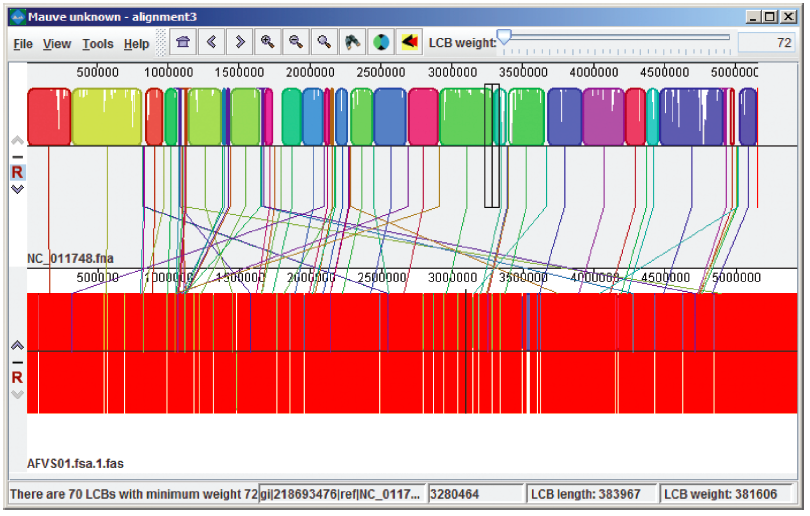 Mauve unknown - alignment3
File View Tools Help LCB weight: 72
500000 1000000 1500000 2000000 2500000 3000000 3500000 4000000 4500000 5000000
R
NC_011748.fna
500000 1000000 1500000 2000000 2500000 3000000 3500000 4000000 4500000 5000000
R
AFVS01.fsa.1.fas
There are 70 LCBs with minimum weight 72 gi|218693476|ref|NC_0117... 3280464 LCB length: 383967 LCB weight: 381606